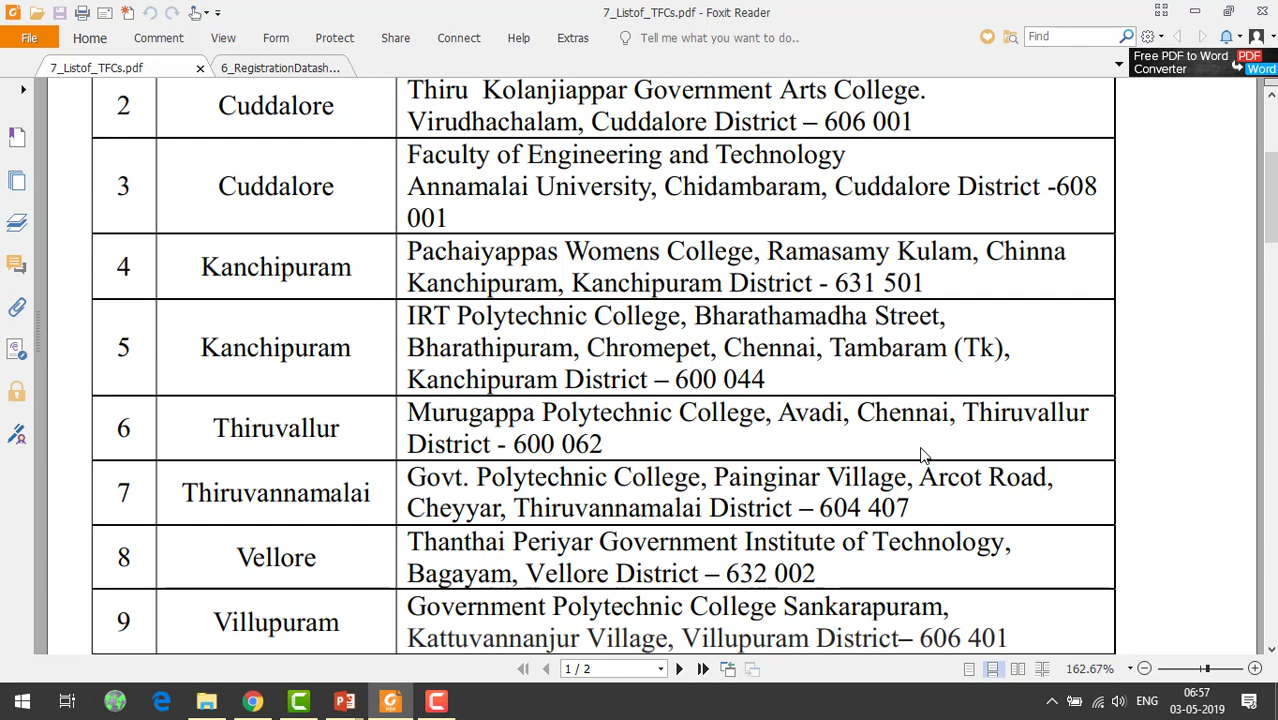 7_Listof_TFCs.pdf - Foxit Reader
File Home Comment View Form Protect Share Connect Help Extras Tell me what you want to do.. Find
7_Listof_TFCs.pdf 6_RegistrationDatash... Free PDF to Word PDF
Converter Word
2 Cuddalore Thiru Kolanjiappar Government Arts College.
Virudhachalam, Cuddalore District – 606 001
3 Cuddalore Faculty of Engineering and Technology
Annamalai University, Chidambaram, Cuddalore District -608
001
4 Kanchipuram Pachaiyappas Womens College, Ramasamy Kulam, Chinna
Kanchipuram, Kanchipuram District - 631 501
5 Kanchipuram IRT Polytechnic College, Bharathamadha Street,
Bharathipuram, Chromepet, Chennai, Tambaram (Tk),
Kanchipuram District – 600 044
6 Thiruvallur Murugappa Polytechnic College, Avadi, Chennai, Thiruvallur
District - 600 062
7 Thiruvannamalai Govt. Polytechnic College, Painginar Village, Arcot Road,
Cheyyar, Thiruvannamalai District – 604 407
8 Vellore Thanthai Periyar Government Institute of Technology,
Bagayam, Vellore District – 632 002
9 Villupuram Government Polytechnic College Sankarapuram,
Kattuvannanjur Village, Villupuram District– 606 401
1 / 2 162.67%
ENG 06:57
03-05-2019